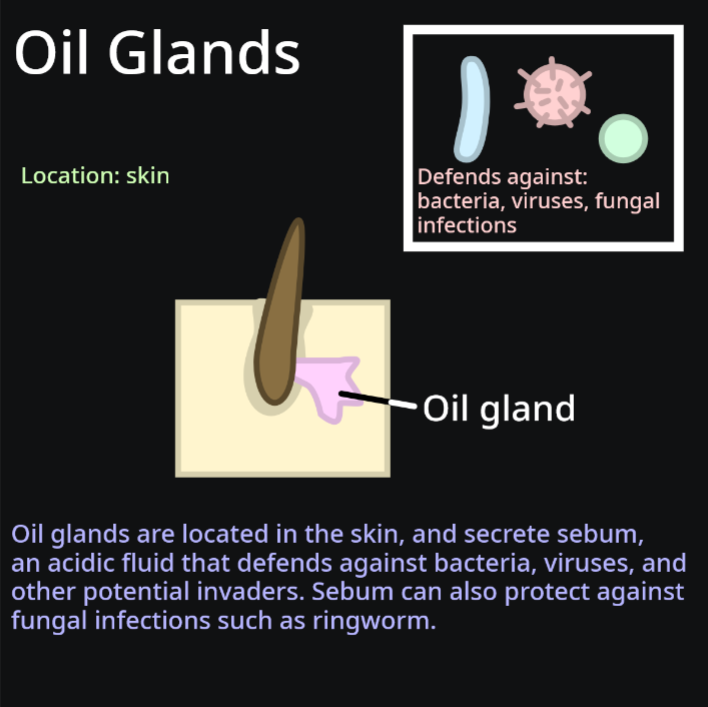 Oil Glands
Location: skin
Defends against:
bacteria, viruses, fungal
infections
Oil gland
Oil glands are located in the skin, and secrete sebum,
an acidic fluid that defends against bacteria, viruses, and
other potential invaders. Sebum can also protect against
fungal infections such as ringworm.